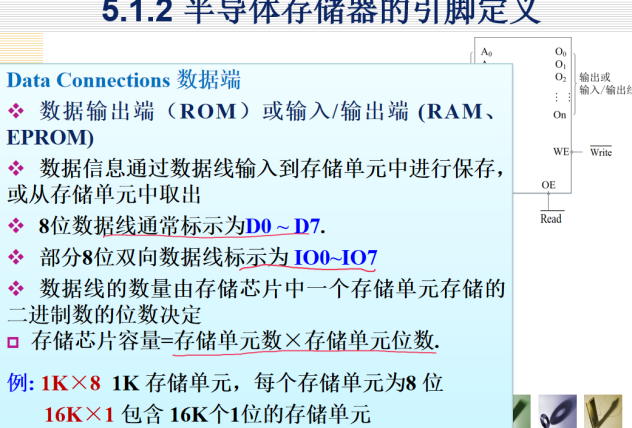 5.1.2 半导体存储器的引脚定义
Data Connections 数据端
❖ 数据输出端（ROM）或输入/输出端 (RAM、
EPROM)
❖ 数据信息通过数据线输入到存储单元中进行保存，
或从存储单元中取出
❖ 8位数据线通常标示为D0 ~ D7.
❖ 部分8位双向数据线标示为 IO0~IO7
❖ 数据线的数量由存储芯片中一个存储单元存储的
二进制数的位数决定
存储芯片容量=存储单元数×存储单元位数.
例: 1K×8 1K 存储单元，每个存储单元为8 位
16K×1 包含 16K个1位的存储单元
A₀
O₀
O₁
O₂
⋮ ⋮
On
输出或
输入/输出
WE
Write
OE
Read